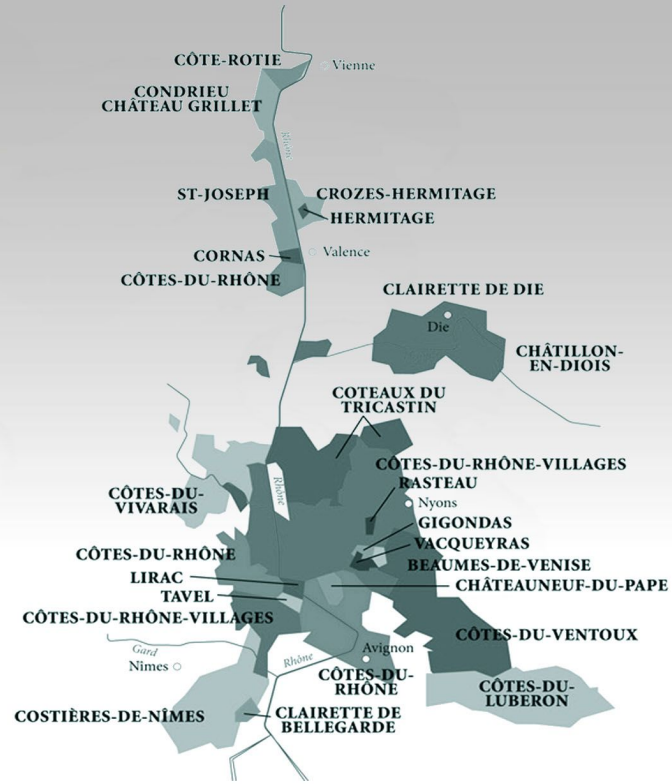 CÔTE-ROTIE
Vienne
CONDRIEU
CHÂTEAU GRILLET
Rhône
ST-JOSEPH
CROZES-HERMITAGE
HERMITAGE
CORNAS
Valence
CÔTES-DU-RHÔNE
CLAIRETTE DE DIE
Die
CHÂTILLON-
EN-DIOIS
COTEAUX DU
TRICASTIN
CÔTES-DU-RHÔNE-VILLAGES
RASTEAU
Rhône
CÔTES-DU-
VIVARAIS
Nyons
GIGONDAS
VACQUEYRAS
CÔTES-DU-RHÔNE
BEAUMES-DE-VENISE
LIRAC
CHÂTEAUNEUF-DU-PAPE
TAVEL
CÔTES-DU-RHÔNE-VILLAGES
CÔTES-DU-VENTOUX
Gard
Avignon
Rhône
Nîmes
CÔTES-DU-
RHÔNE
CÔTES-DU-
LUBERON
COSTIÈRES-DE-NÎMES
CLAIRETTE DE
BELLEGARDE